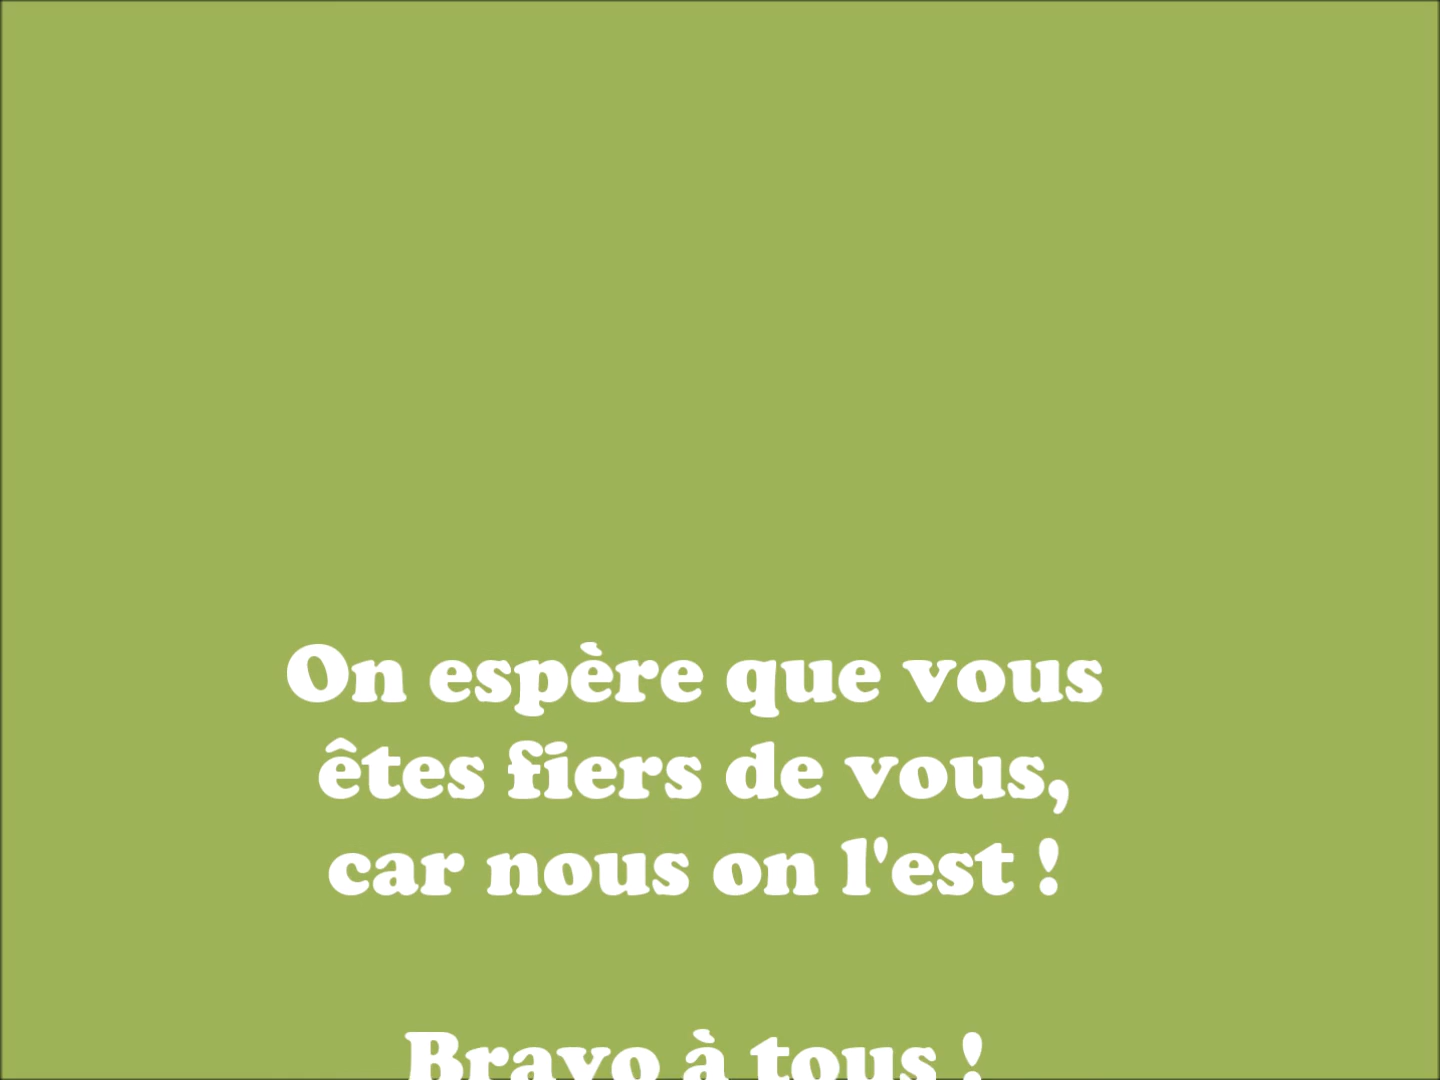 On espère que vous
êtes fiers de vous,
car nous on l'est !
Bravo à tous !